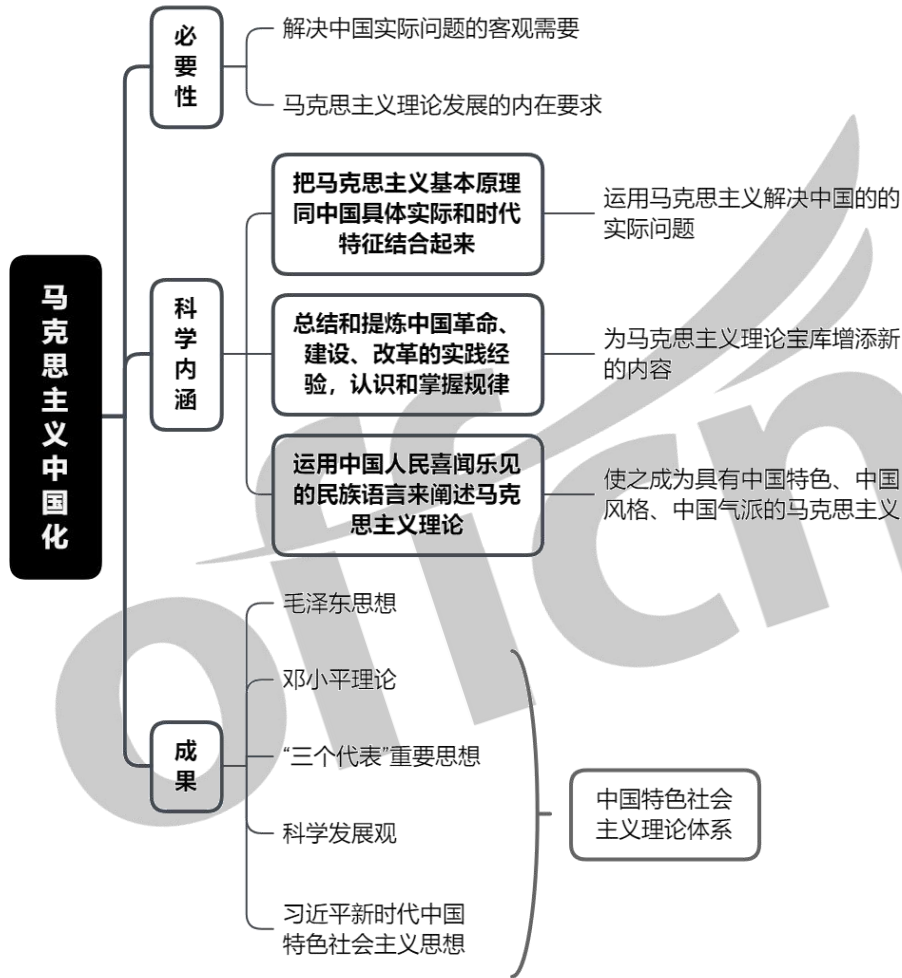 马克思主义中国化
必要性
解决中国实际问题的客观需要
马克思主义理论发展的内在要求
科学内涵
把马克思主义基本原理
同中国具体实际和时代
特征结合起来
运用马克思主义解决中国的的
实际问题
总结和提炼中国革命、
建设、改革的实践经
验，认识和掌握规律
为马克思主义理论宝库增添新
的内容
运用中国人民喜闻乐见
的民族语言来阐述马克
思主义理论
使之成为具有中国特色、中国
风格、中国气派的马克思主义
成果
毛泽东思想
邓小平理论
“三个代表”重要思想
科学发展观
习近平新时代中国
特色社会主义思想
中国特色社会
主义理论体系
offcn